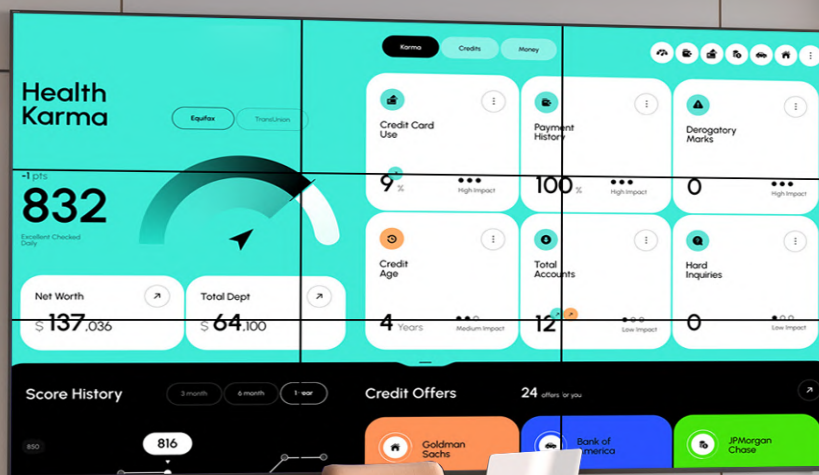 Karma
Credits
Money
Health
Karma
Equifax
TransUnion
-1 pts
832
Excellent Checked
Daily
Credit Card
Use
9 %
High Impact
Payment
History
100 %
High Impact
Derogatory
Marks
0
High Impact
Credit
Age
4 Years
Medium Impact
Total
Accounts
12
Low Impact
Hard
Inquiries
0
Low Impact
Net Worth
$ 137,036
Total Dept
$ 64,100
Score History
3 month
6 month
1 year
850
816
Credit Offers
24 offers for you
Goldman
Sachs
Bank of
America
JPMorgan
Chase